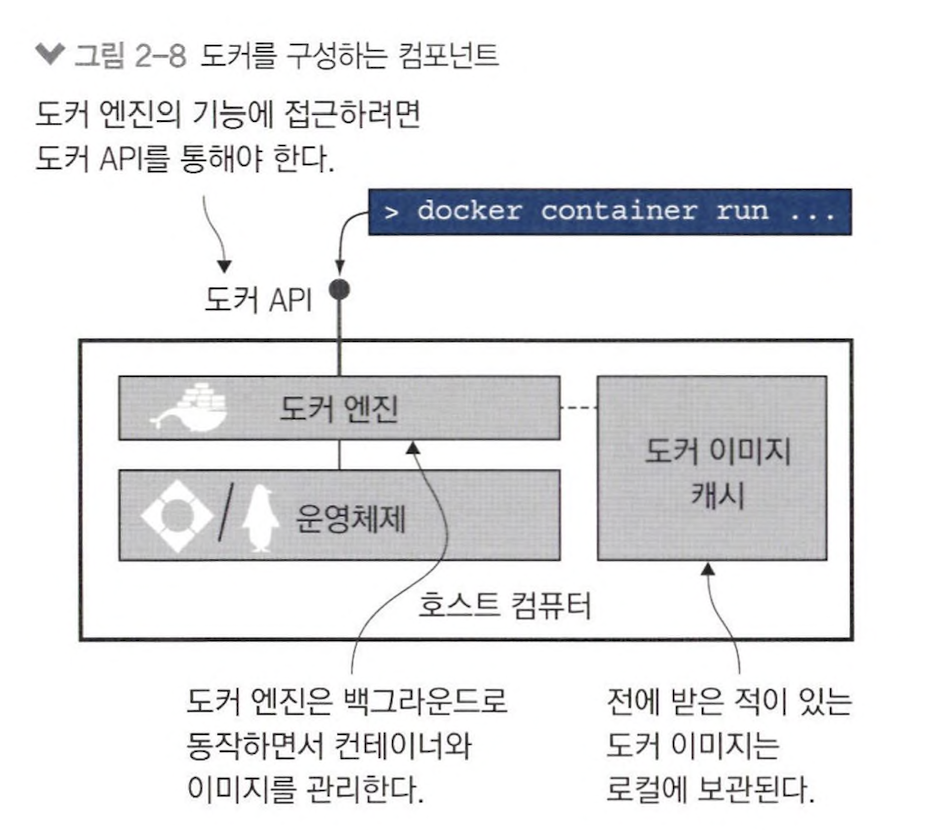 그림 2-8 도커를 구성하는 컴포넌트
도커 엔진의 기능에 접근하려면
도커 API를 통해야 한다.
> docker container run ...
도커 API
도커 엔진
도커 이미지
캐시
운영체제
호스트 컴퓨터
도커 엔진은 백그라운드로
동작하면서 컨테이너와
이미지를 관리한다.
전에 받은 적이 있는
도커 이미지는
로컬에 보관된다.